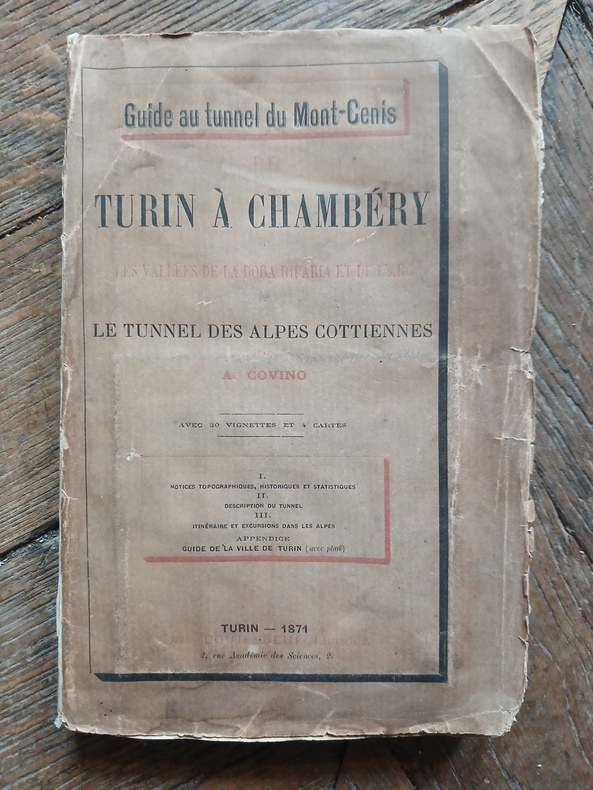 Guide au tunnel du Mont-Cenis
DE
TURIN À CHAMBÉRY
LES VALLÉES DE LA DORA RIPARIA ET DE L'ARC
LE TUNNEL DES ALPES COTTIENNES
A. COVINO
AVEC 30 VIGNETTES ET 4 CARTES
I.
NOTICES TOPOGRAPHIQUES, HISTORIQUES ET STATISTIQUES
II.
DESCRIPTION DU TUNNEL
III.
ITINÉRAIRE ET EXCURSIONS DANS LES ALPES
APPENDICE
GUIDE DE LA VILLE DE TURIN (avec plan)
TURIN — 1871
2, rue Académie des Sciences, 2.